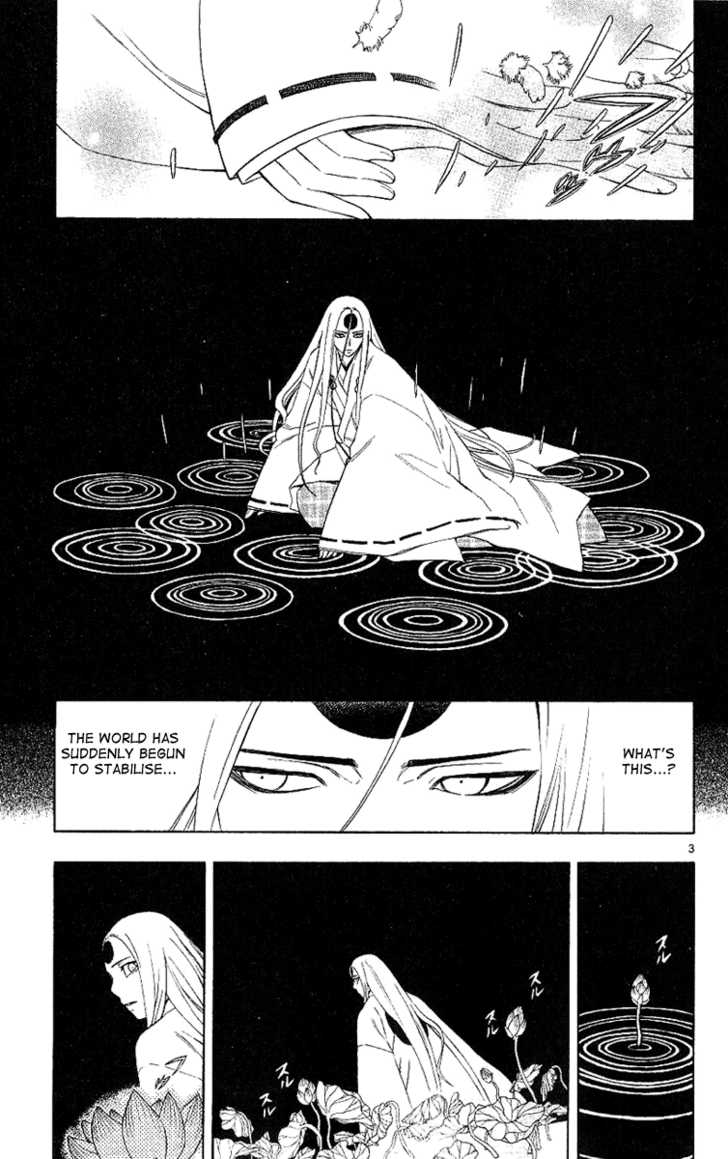 WHAT'S
THIS...?
THE WORLD HAS
SUDDENLY BEGUN
TO STABILISE...
3
スル
スル
スル
スル
スル